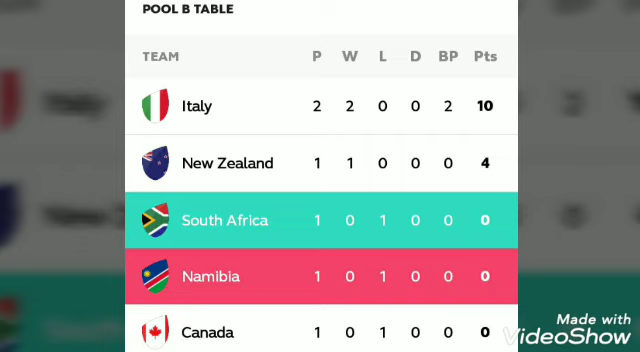 POOL B TABLE
TEAM P W L D BP Pts
Italy 2 2 0 0 2 10
New Zealand 1 1 0 0 0 4
South Africa 1 0 1 0 0 0
Namibia 1 0 1 0 0 0
Canada 1 0 1 0 0 0
Made with
VideoShow